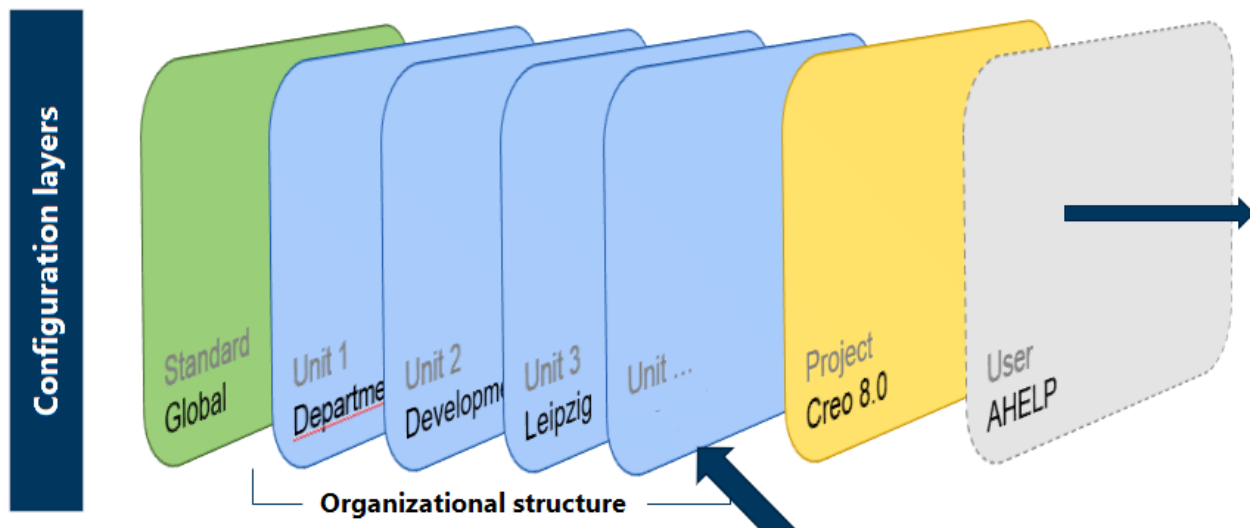 Configuration layers
Standard
Global
Unit 1
Departme
Unit 2
Developme
Unit 3
Leipzig
Unit ...
Project
Creo 8.0
User
AHELP
Organizational structure